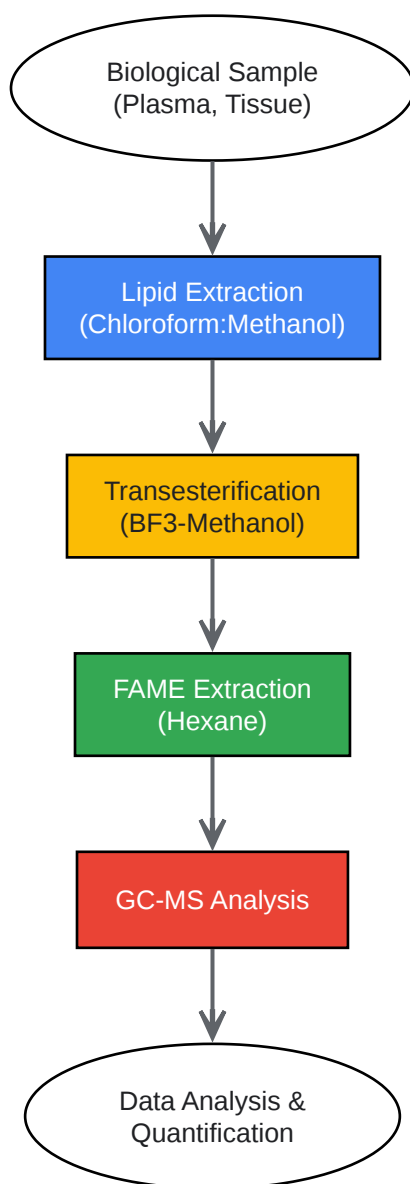 Biological Sample
(Plasma, Tissue)
Lipid Extraction
(Chloroform:Methanol)
Transesterification
(BF3-Methanol)
FAME Extraction
(Hexane)
GC-MS Analysis
Data Analysis &
Quantification